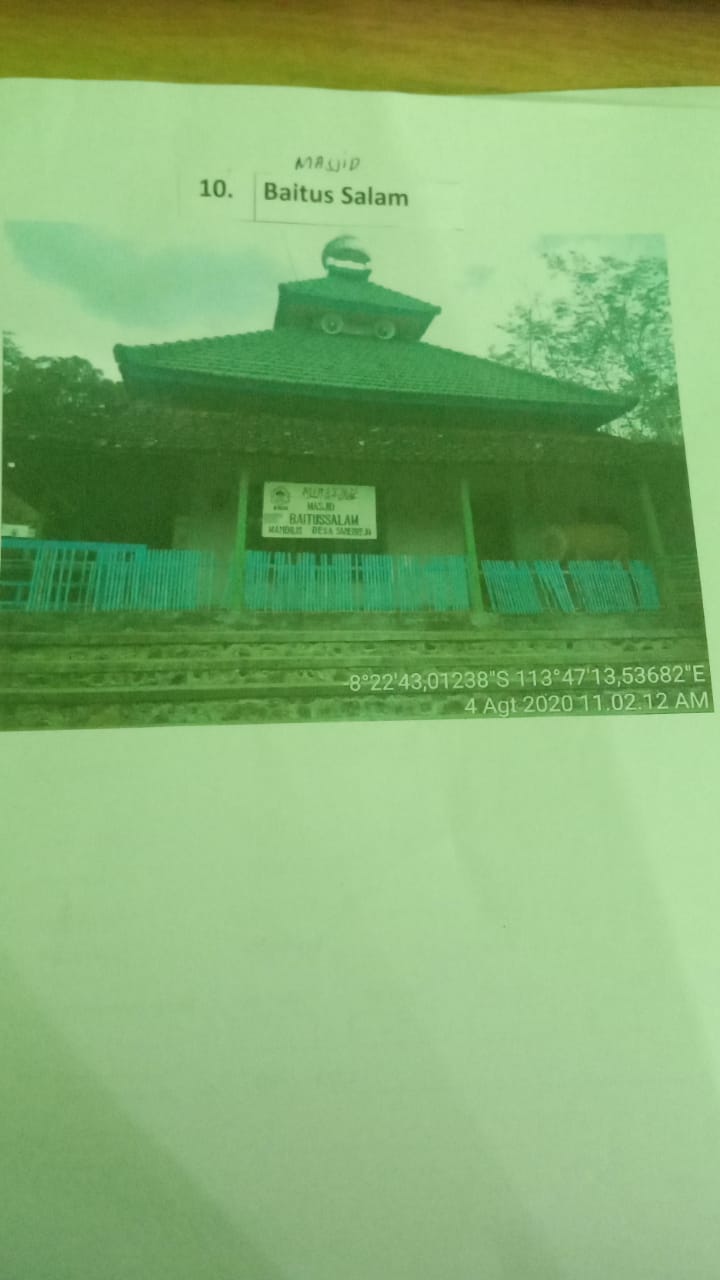 MASJID
10. Baitus Salam
MASJID
BAITUSSALAM
DESA
-8°22'43,01238"S 113°47'13,53682"E
4 Agt 2020 11.02.12 AM